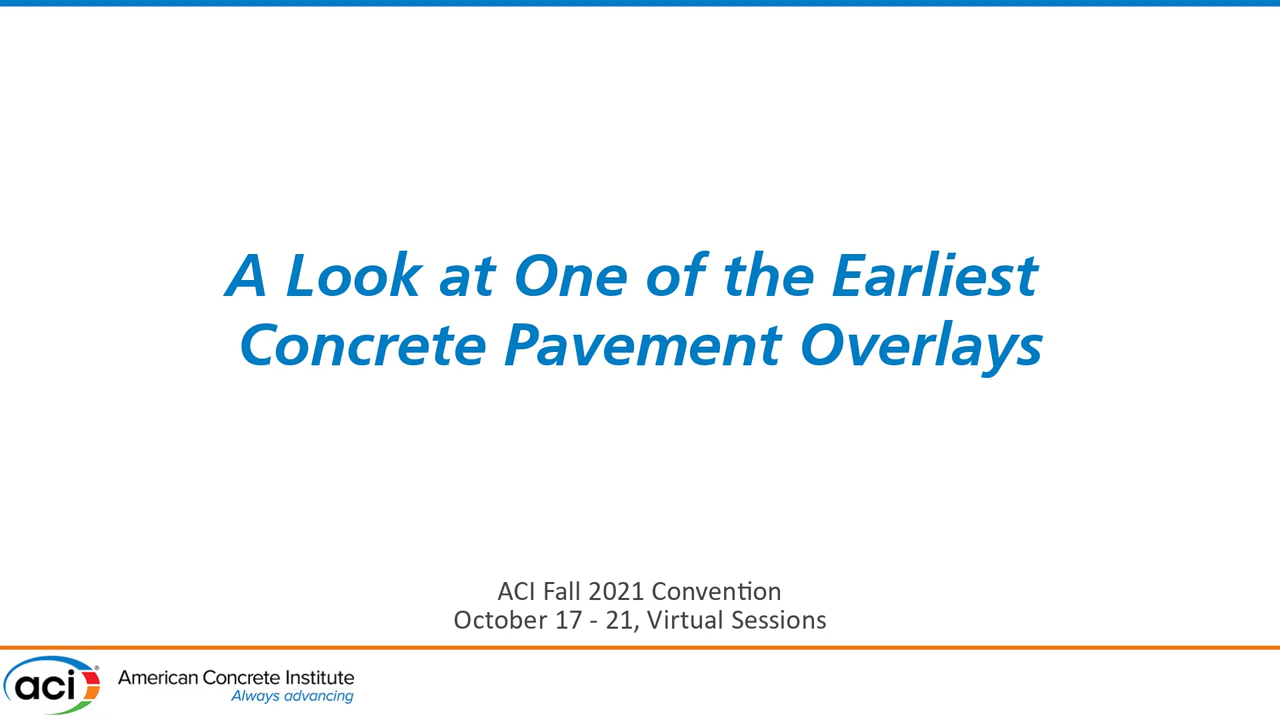 A Look at One of the Earliest
Concrete Pavement Overlays
ACI Fall 2021 Convention
October 17 - 21, Virtual Sessions
aci® American Concrete Institute
Always advancing